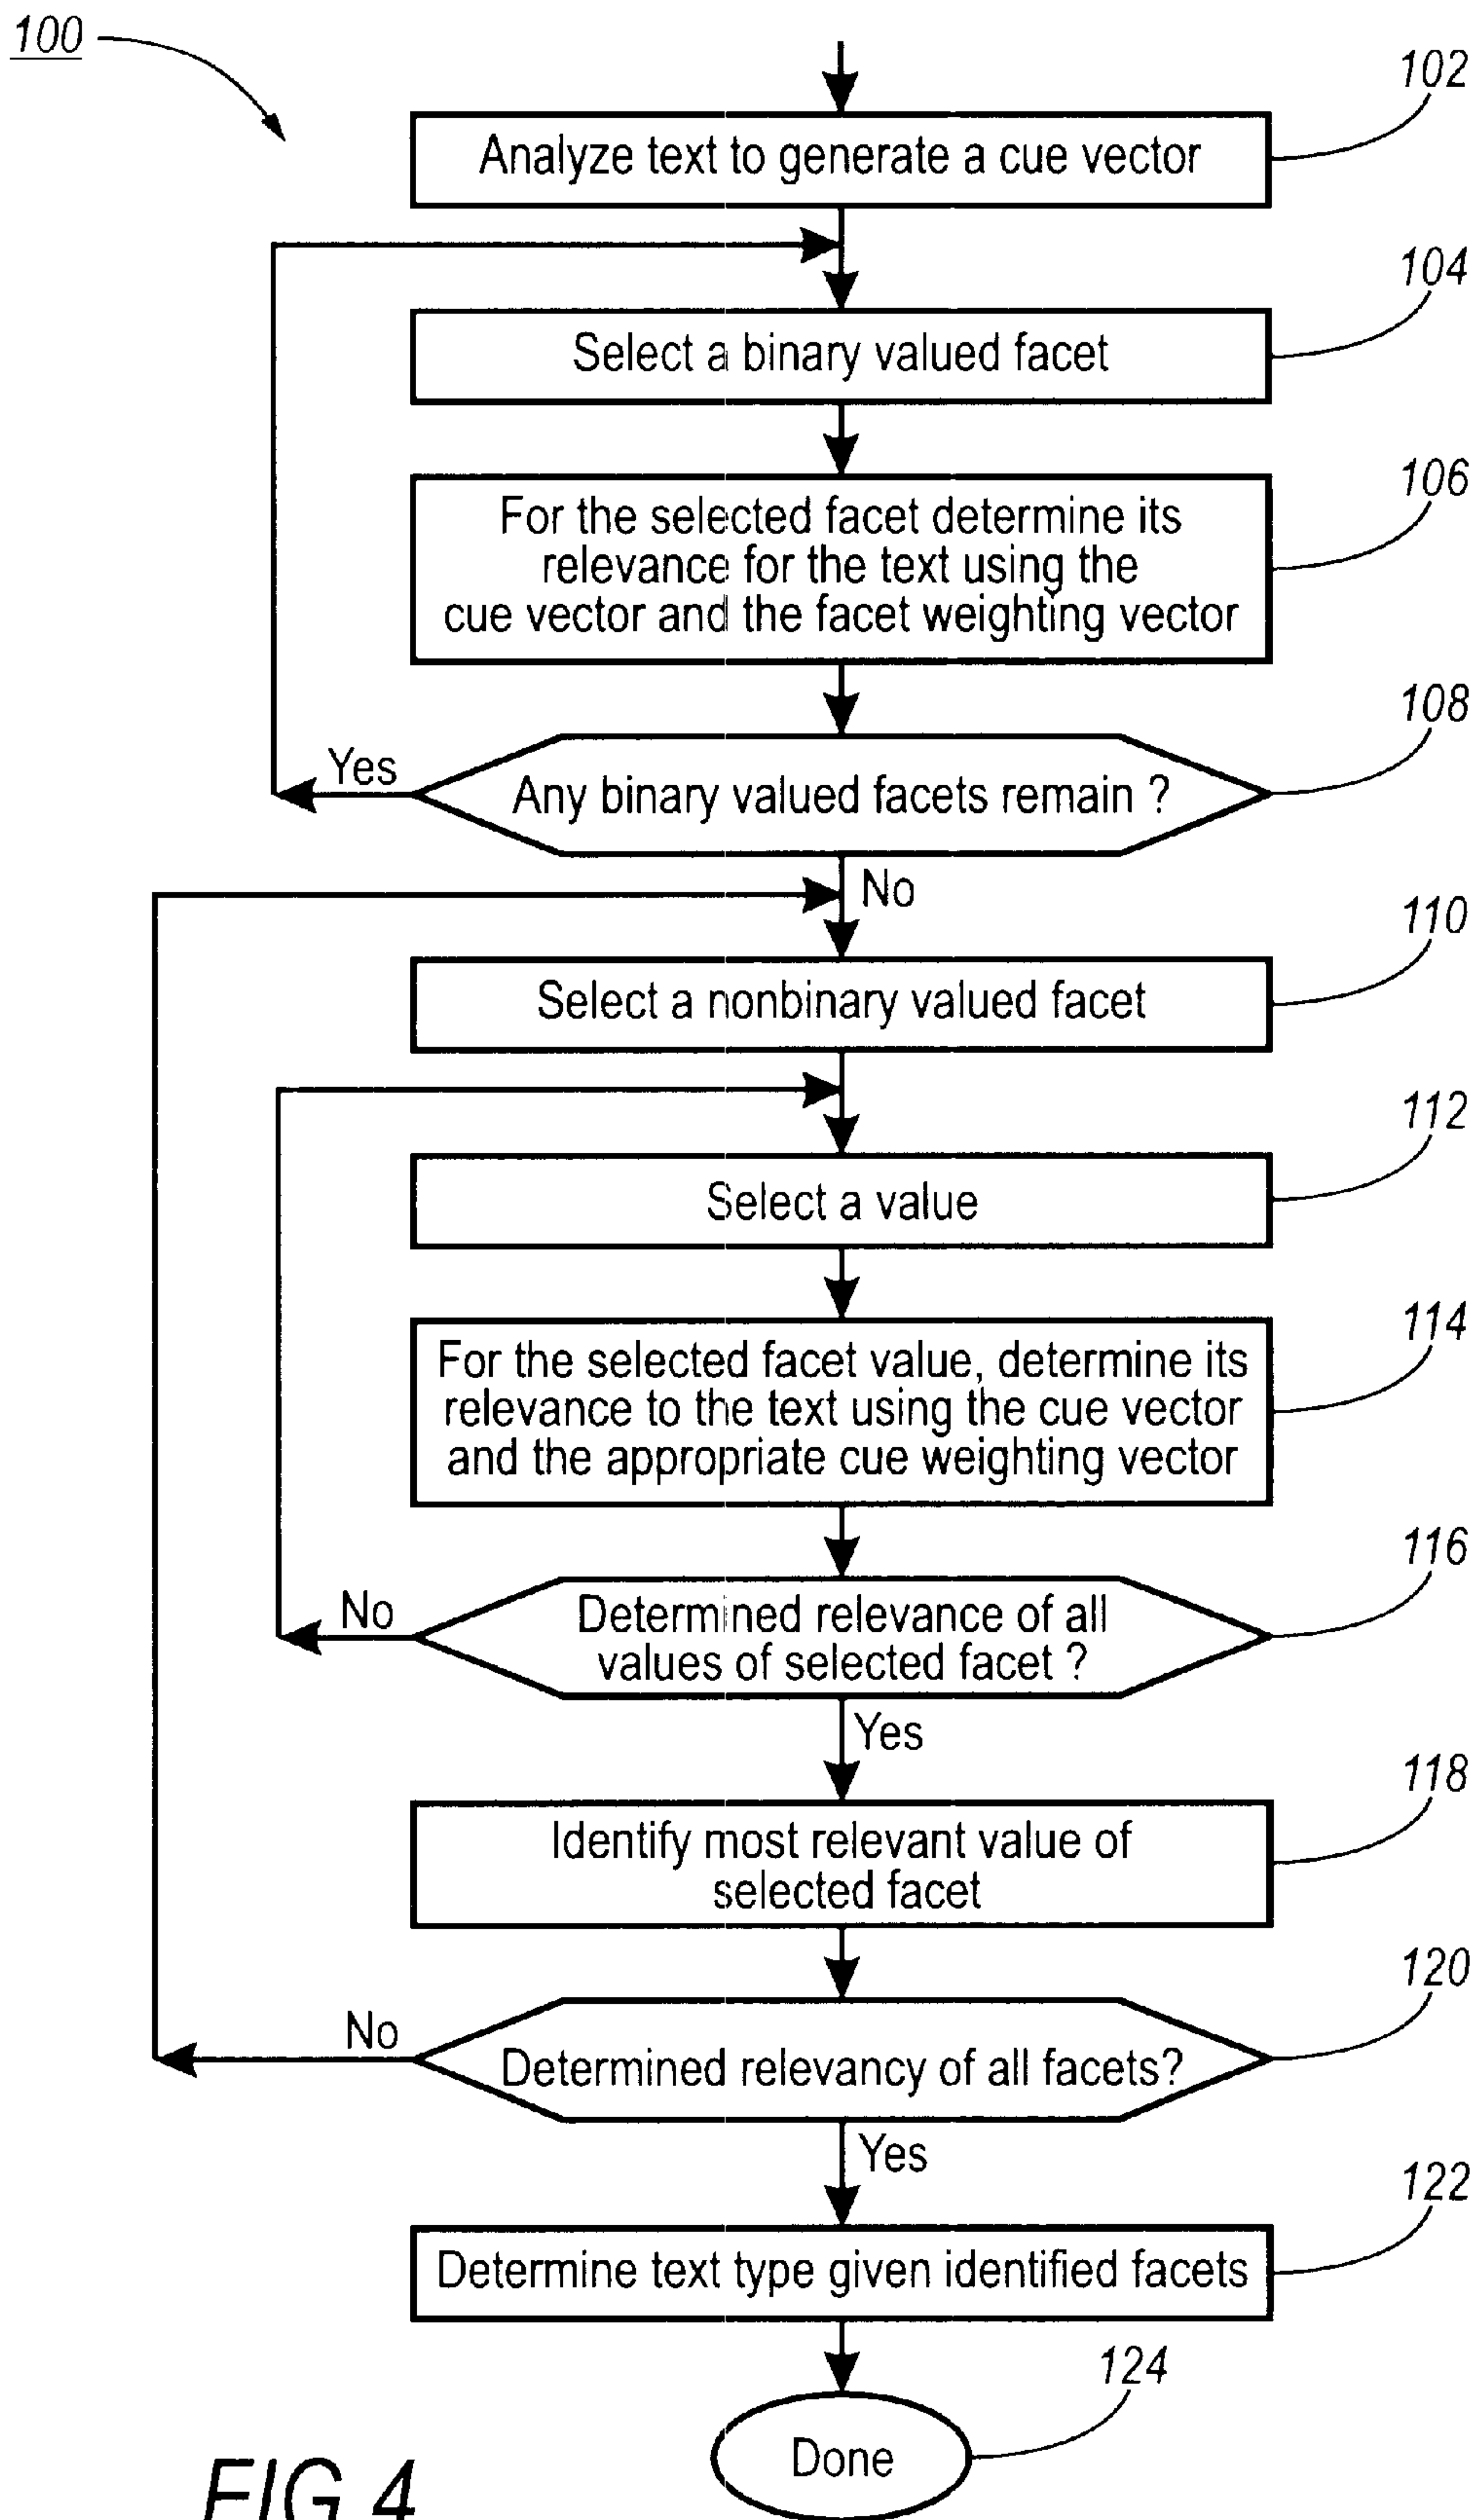 100
102
Analyze text to generate a cue vector
104
Select a binary valued facet
106
For the selected facet determine its
relevance for the text using the
cue vector and the facet weighting vector
108
Yes
Any binary valued facets remain ?
No
110
Select a nonbinary valued facet
112
Select a value
114
For the selected facet value, determine its
relevance to the text using the cue vector
and the appropriate cue weighting vector
116
No
Determined relevance of all
values of selected facet ?
Yes
118
Identify most relevant value of
selected facet
120
No
Determined relevancy of all facets?
Yes
122
Determine text type given identified facets
124
Done
FIG. 4